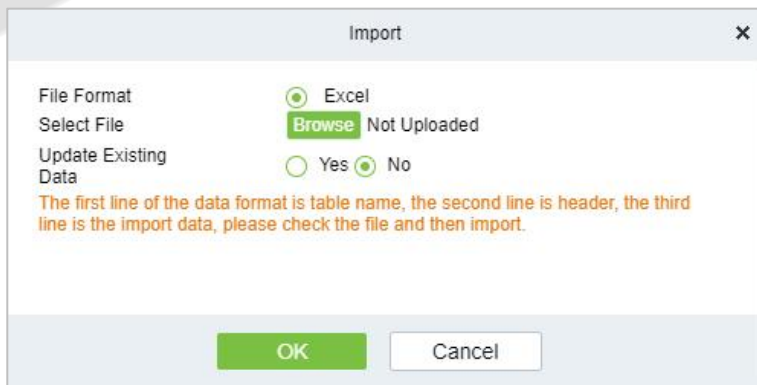 Import
File Format Excel
Select File Browse Not Uploaded
Update Existing
Data Yes No
The first line of the data format is table name, the second line is header, the third
line is the import data, please check the file and then import.
OK Cancel